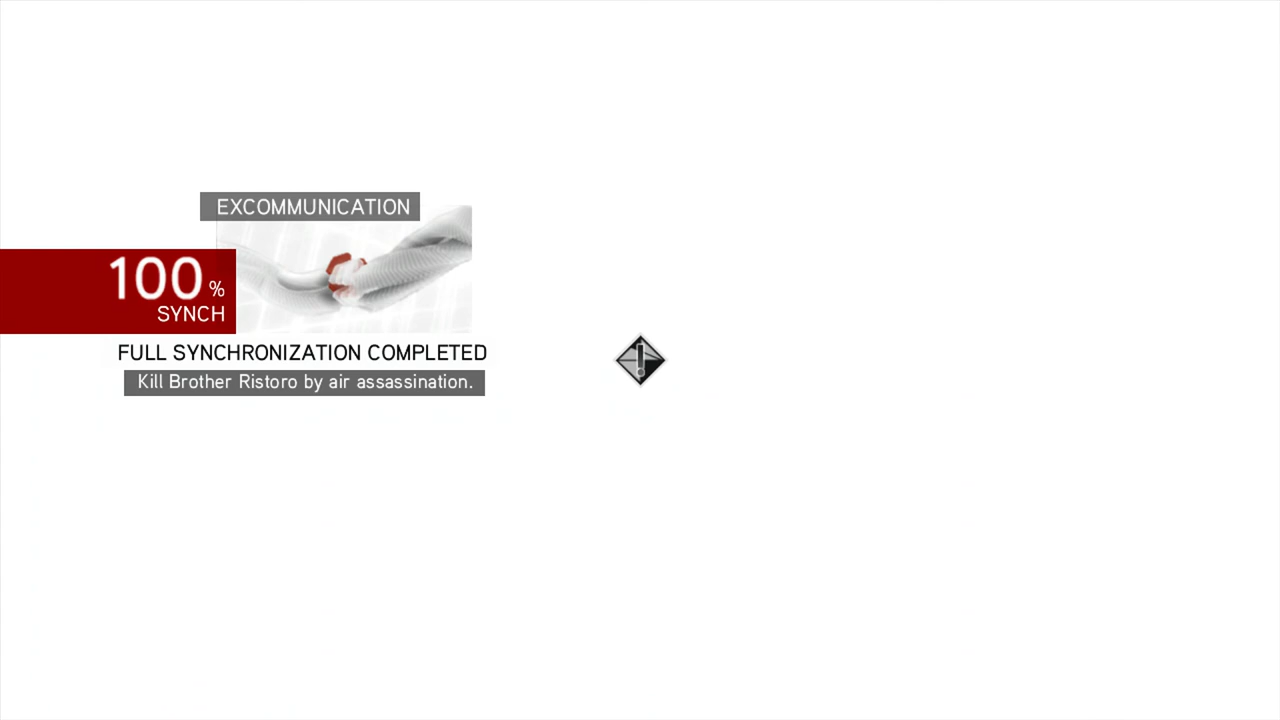 EXCOMMUNICATION
100 %
SYNCH
FULL SYNCHRONIZATION COMPLETED
Kill Brother Ristoro by air assassination.